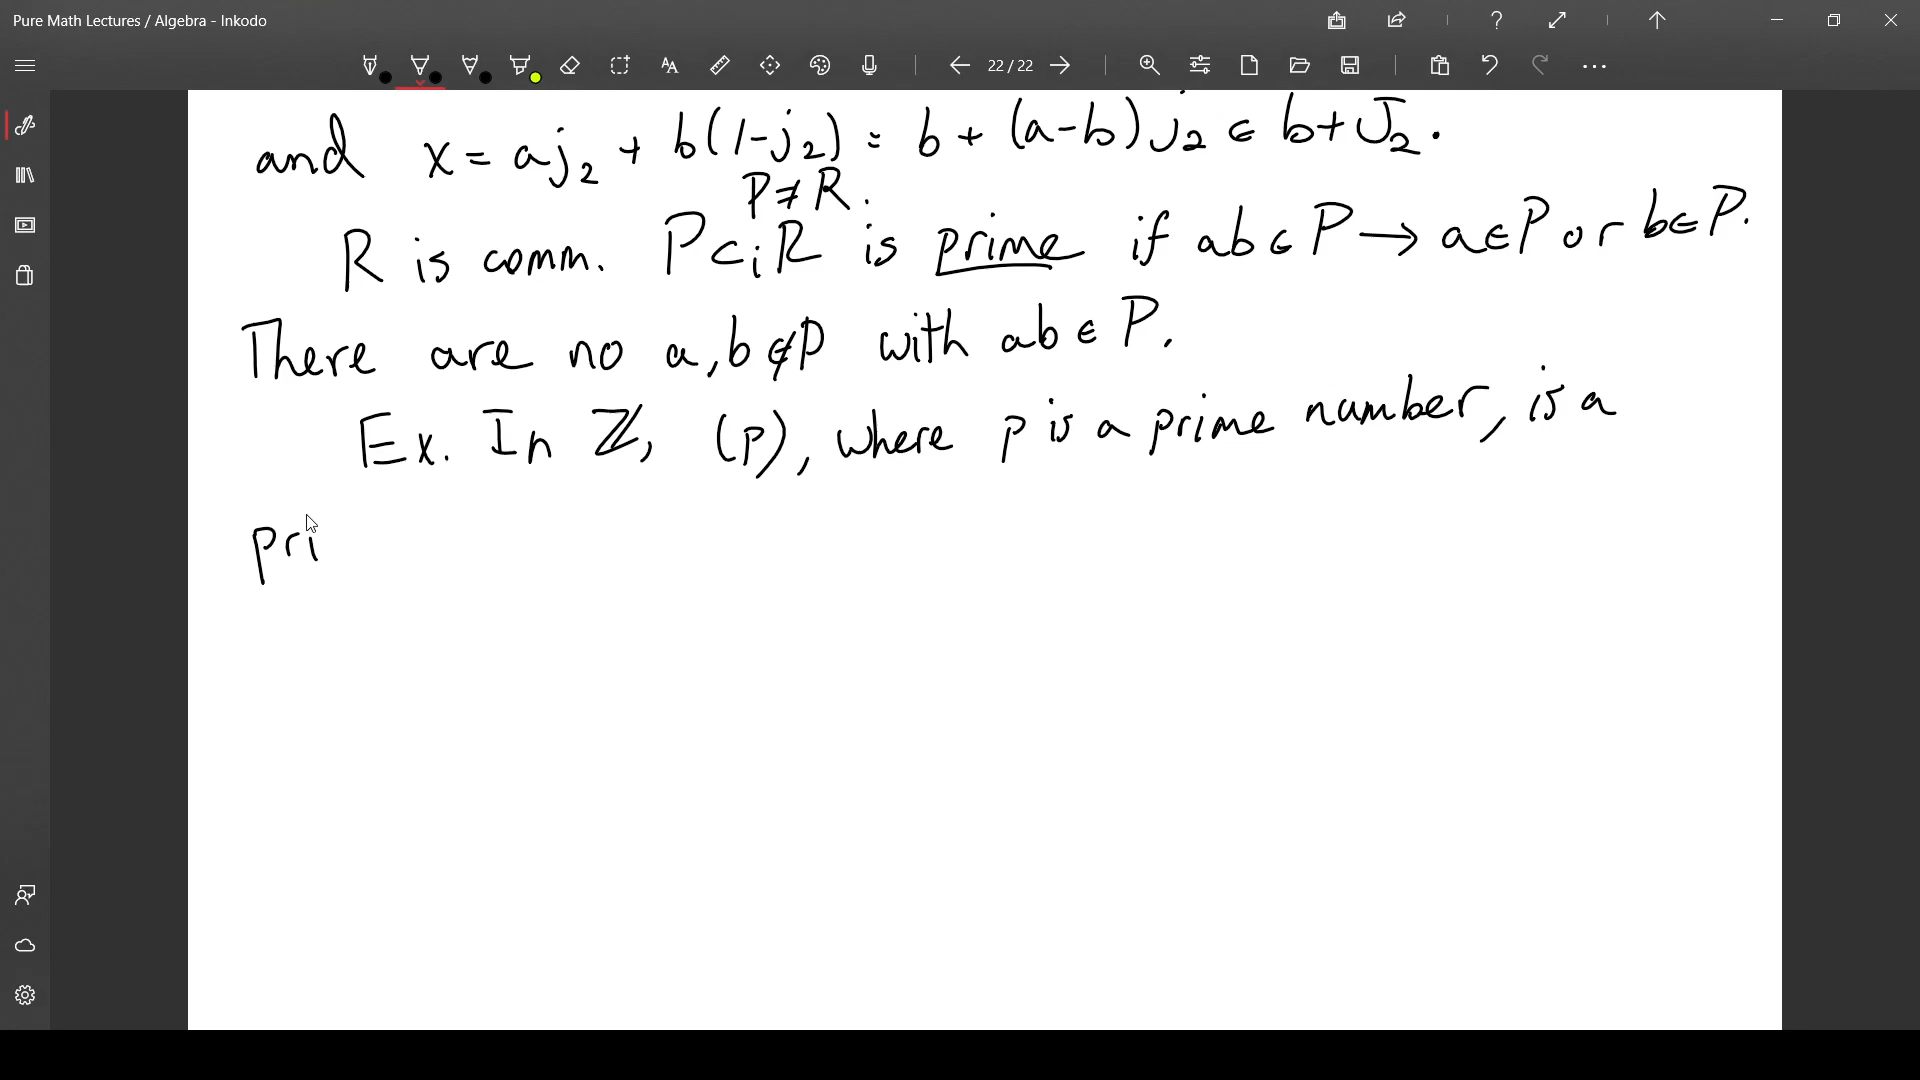 Pure Math Lectures / Algebra - Inkodo
22 / 22
and x = aj₂ + b(1-j₂) = b + (a-b)j₂ ∈ b+J₂.
P≠R.
R is comm. P⊂ᵢR is prime if ab∈P→a∈P or b∈P.
There are no a,b∉P with ab∈P.
Ex. In ℤ, (p), where p is a prime number, is a
pri